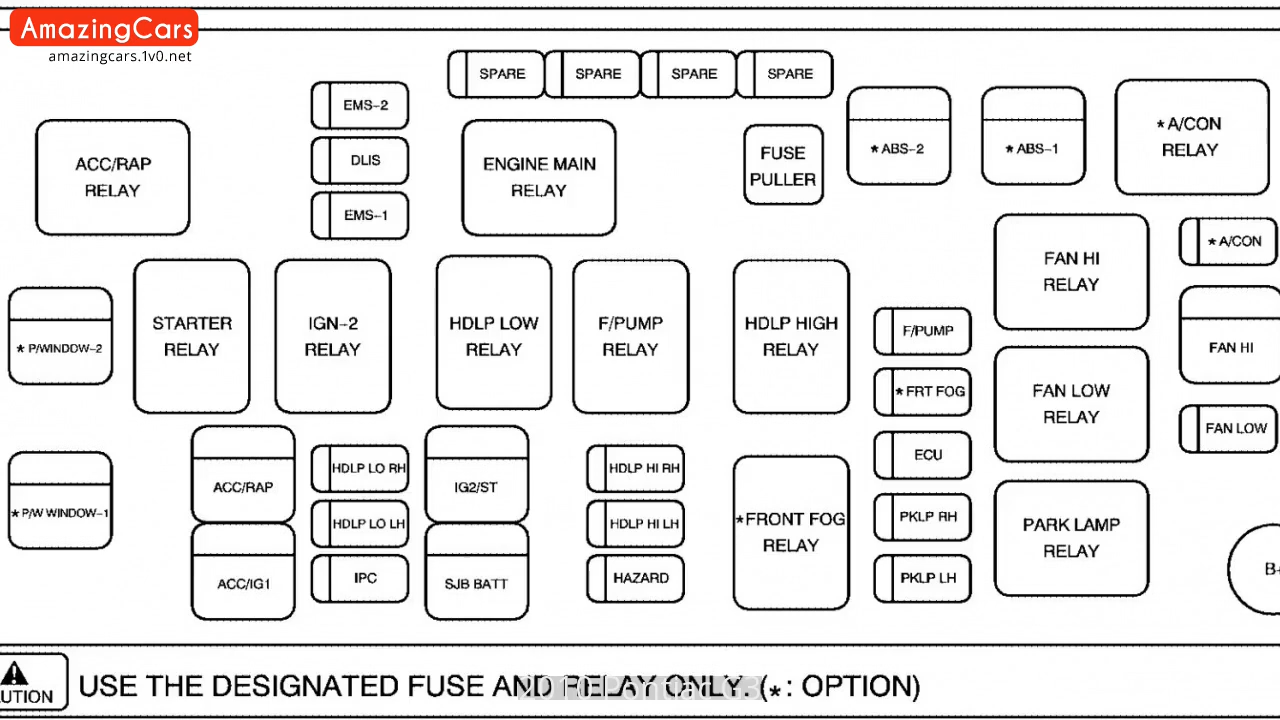 AmazingCars
amazingcars.1v0.net
SPARE
SPARE
SPARE
SPARE
EMS-2
DLIS
EMS-1
ACC/RAP
RELAY
ENGINE MAIN
RELAY
FUSE
PULLER
* ABS-2
* ABS-1
* A/CON
RELAY
FAN HI
RELAY
* A/CON
* P/WINDOW-2
STARTER
RELAY
IGN-2
RELAY
HDLP LOW
RELAY
F/PUMP
RELAY
HDLP HIGH
RELAY
F/PUMP
* FRT FOG
FAN LOW
RELAY
FAN HI
FAN LOW
* P/W WINDOW-1
ACC/RAP
HDLP LO RH
HDLP LO LH
IPC
IG2/ST
HDLP HI RH
HDLP HI LH
HAZARD
ACC/IG1
SJB BATT
*FRONT FOG
RELAY
ECU
PKLP RH
PKLP LH
PARK LAMP
RELAY
B+
UTION
USE THE DESIGNATED FUSE AND RELAY ONLY. (*: OPTION)
2010 Pontiac G3